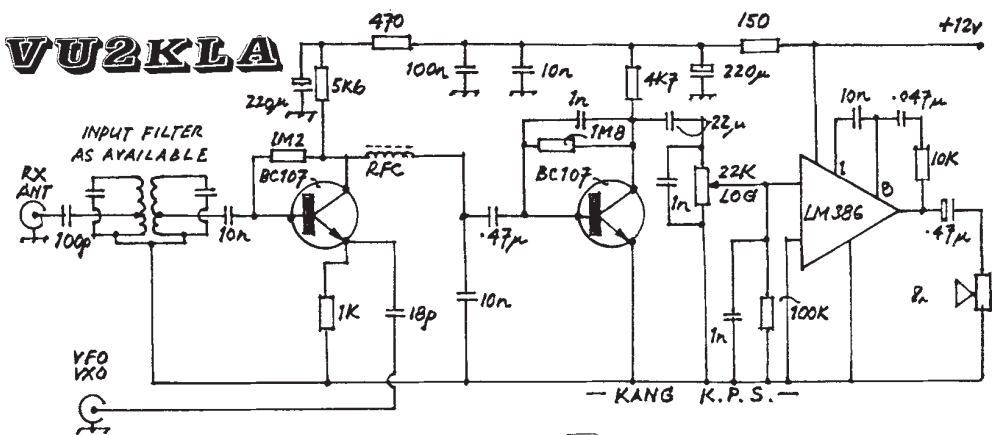 VU2KLA
470
150
+12v
220µ
5K6
100n
10n
4K7
220µ
INPUT FILTER
AS AVAILABLE
1M2
RFC
1n
1M8
22µ
10n
.047µ
RX
ANT
BC107
BC107
22K
LOG
1
8
10K
100p
10n
.47µ
1n
LM386
.47µ
1K
18p
10n
1n
100K
8Ω
VFO
VXO
— KANG K.P.S. —